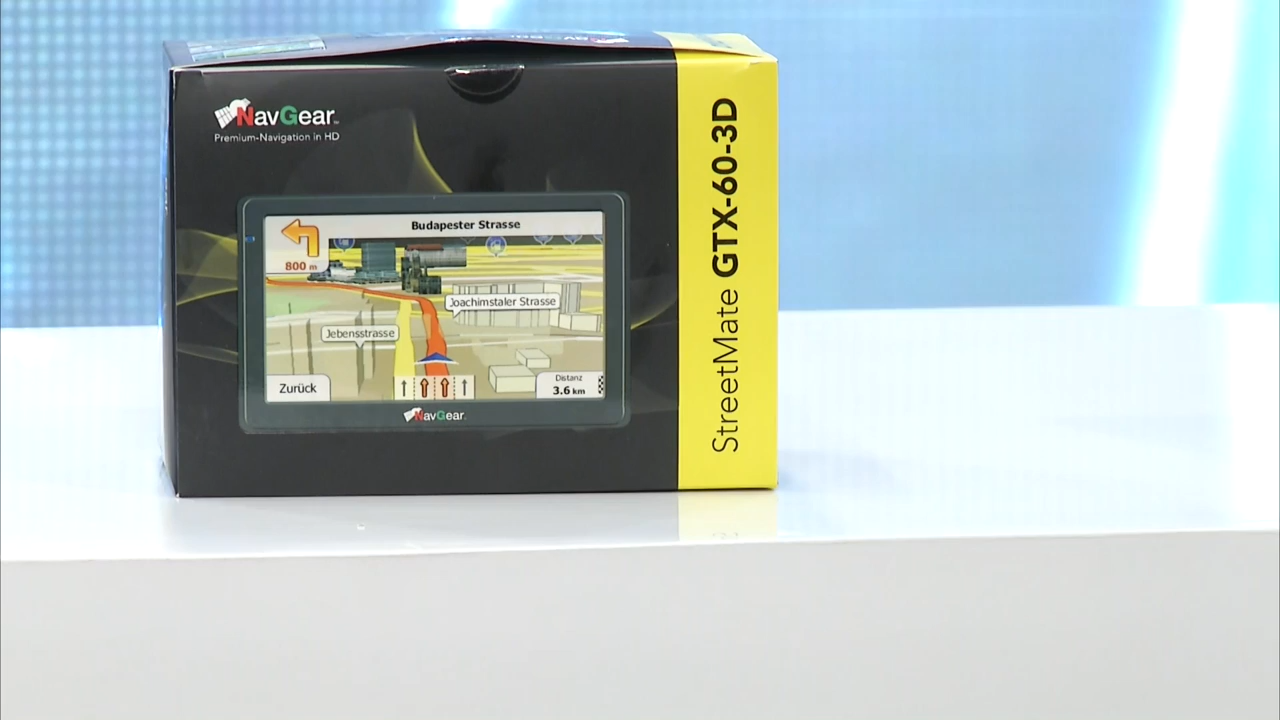 NavGear™
Premium-Navigation in HD
Budapester Strasse
800 m
Joachimstaler Strasse
Jebensstrasse
Zurück
Distanz
3.6 km
NavGear
StreetMate GTX-60-3D